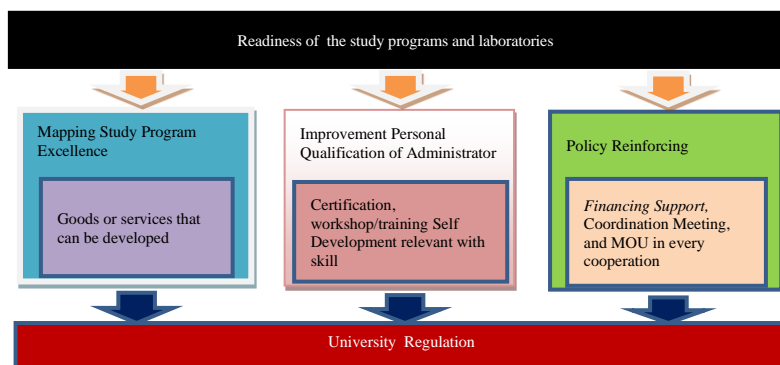 Readiness of the study programs and laboratories
Mapping Study Program
Excellence
Goods or services that
can be developed
Improvement Personal
Qualification of Administrator
Certification,
workshop/training Self
Development relevant with
skill
Policy Reinforcing
Financing Support,
Coordination Meeting,
and MOU in every
cooperation
University Regulation